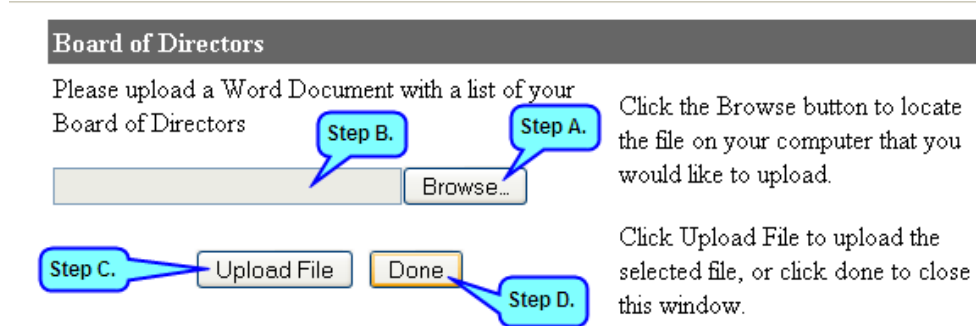 Board of Directors
Please upload a Word Document with a list of your
Board of Directors
Step B.
Step A.
Browse...
Step C.
Upload File
Done
Step D.
Click the Browse button to locate
the file on your computer that you
would like to upload.
Click Upload File to upload the
selected file, or click done to close
this window.